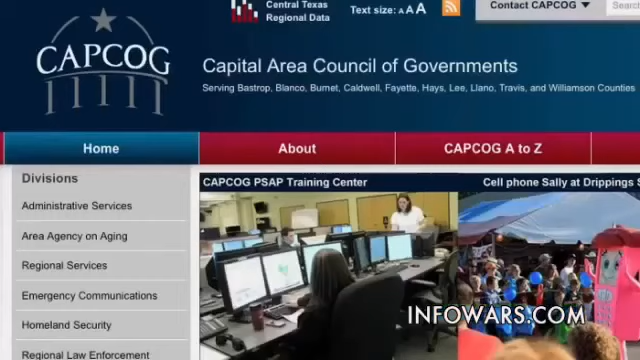 CAPCOG
Central Texas
Regional Data
Text size: A A A
Contact CAPCOG
Searc
Capital Area Council of Governments
Serving Bastrop, Blanco, Burnet, Caldwell, Fayette, Hays, Lee, Llano, Travis, and Williamson Counties
Home
About
CAPCOG A to Z
Divisions
Administrative Services
Area Agency on Aging
Regional Services
Emergency Communications
Homeland Security
Regional Law Enforcement
CAPCOG PSAP Training Center
Cell phone Sally at Drippings S
INFOWARS.COM